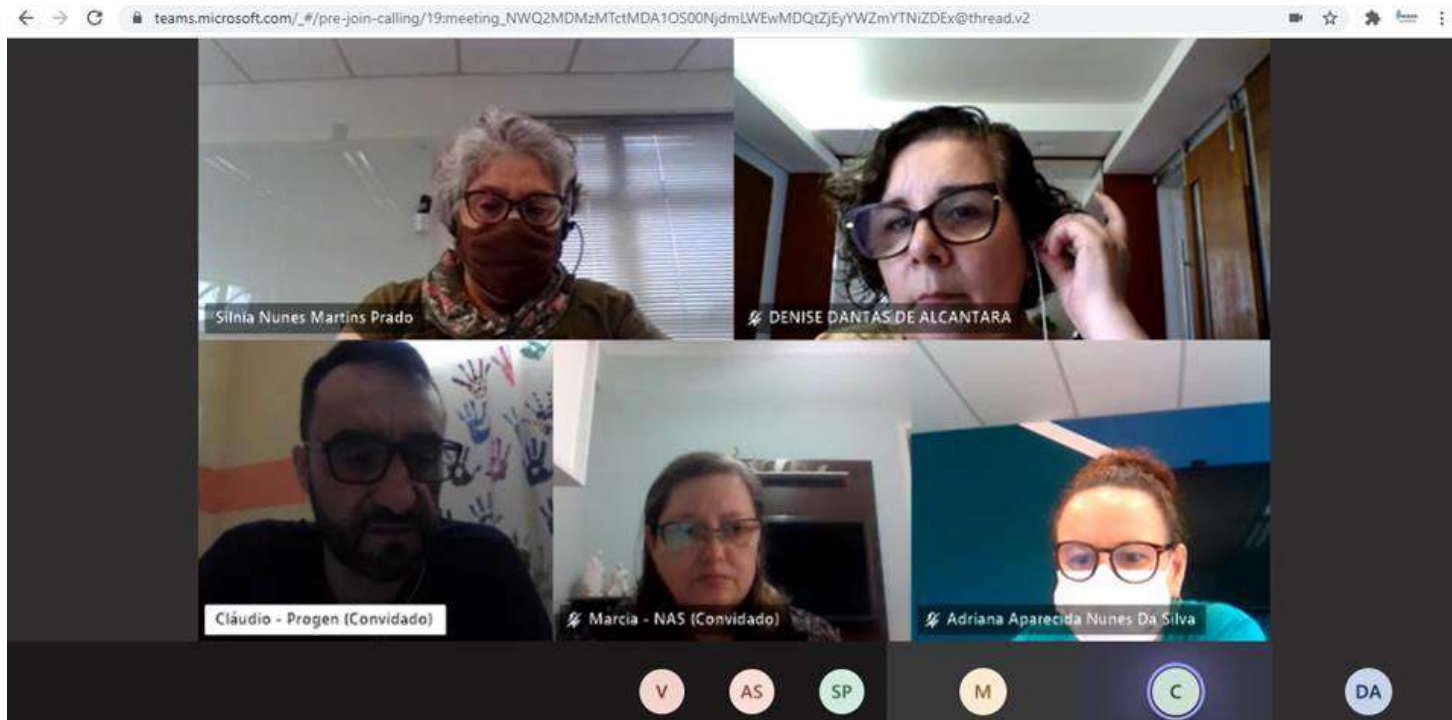 teams.microsoft.com/_#/pre-join-calling/19:meeting_NWQ2MDMzMTctMDA1OS00NjdmLWEwMDQtZjEyYWZmYTNiZDEx@thread.v2
Silnia Nunes Martins Prado
DENISE DANTAS DE ALCANTARA
Cláudio - Progen (Convidado)
Marcia - NAS (Convidado)
Adriana Aparecida Nunes Da Silva
V
AS
SP
M
C
DA